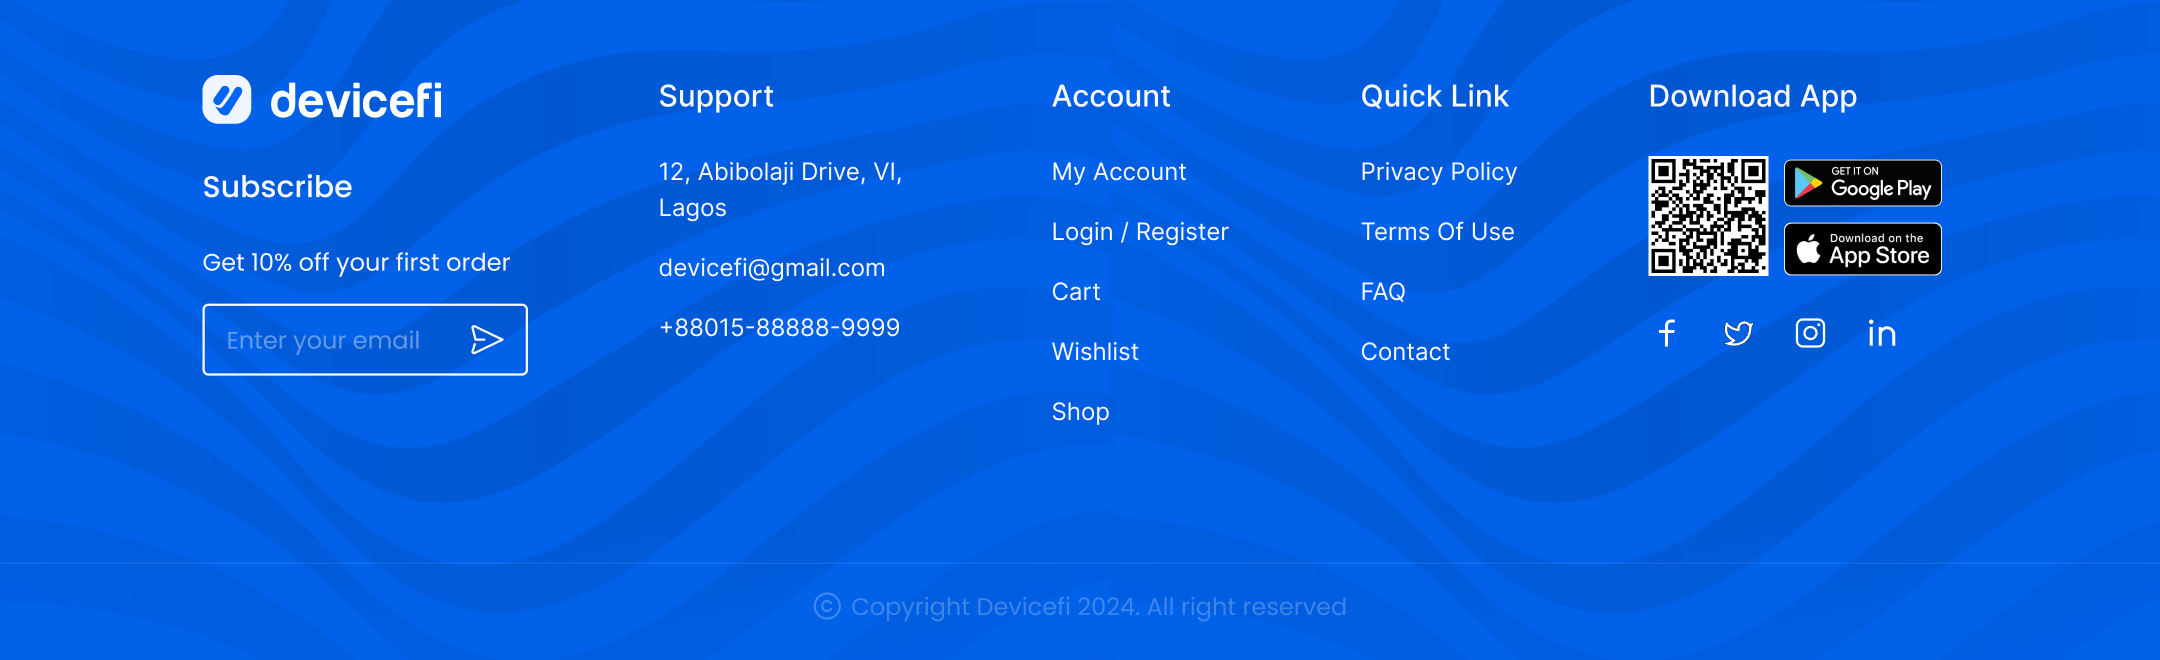 devicefi
Subscribe
Get 10% off your first order
Enter your email
Support
12, Abibolaji Drive, VI,
Lagos
devicefi@gmail.com
+88015-88888-9999
Account
My Account
Login / Register
Cart
Wishlist
Shop
Quick Link
Privacy Policy
Terms Of Use
FAQ
Contact
Download App
GET IT ON
Google Play
Download on the
App Store
© Copyright Devicefi 2024. All right reserved